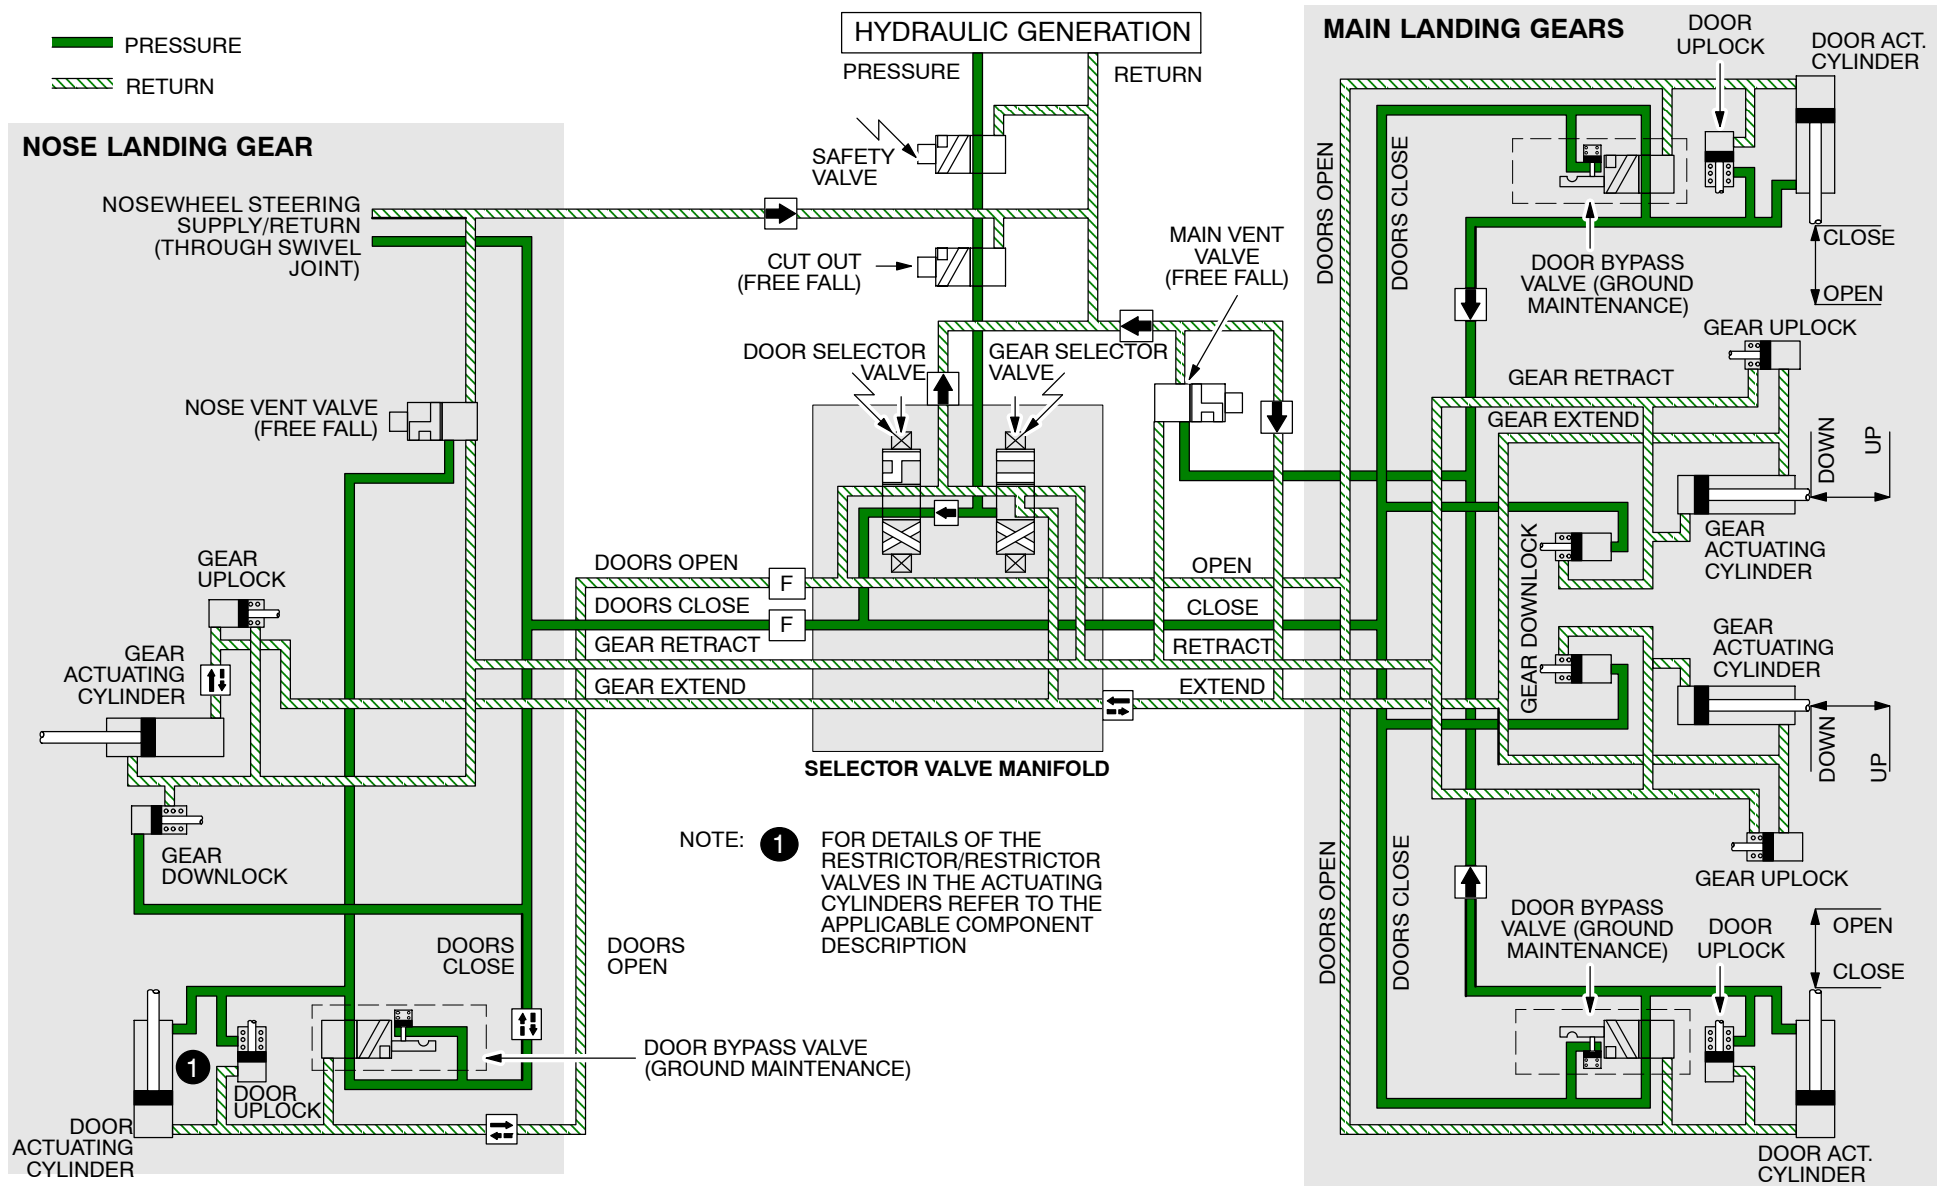 PRESSURE
RETURN
NOSE LANDING GEAR
NOSEWHEEL STEERING
SUPPLY/RETURN
(THROUGH SWIVEL
JOINT)
NOSE VENT VALVE
(FREE FALL)
GEAR
UPLOCK
GEAR
ACTUATING
CYLINDER
GEAR
DOWNLOCK
DOORS
CLOSE
1
DOOR
UPLOCK
DOOR
ACTUATING
CYLINDER
HYDRAULIC GENERATION
PRESSURE
RETURN
SAFETY
VALVE
CUT OUT
(FREE FALL)
MAIN VENT
VALVE
(FREE FALL)
DOOR SELECTOR
VALVE
GEAR SELECTOR
VALVE
DOORS OPEN
F
OPEN
DOORS CLOSE
F
CLOSE
GEAR RETRACT
RETRACT
GEAR EXTEND
EXTEND
SELECTOR VALVE MANIFOLD
NOTE:
1
FOR DETAILS OF THE
RESTRICTOR/RESTRICTOR
VALVES IN THE ACTUATING
CYLINDERS REFER TO THE
APPLICABLE COMPONENT
DESCRIPTION
DOORS
OPEN
DOOR BYPASS VALVE
(GROUND MAINTENANCE)
MAIN LANDING GEARS
DOOR
UPLOCK
DOOR ACT.
CYLINDER
DOORS OPEN
DOORS CLOSE
CLOSE
OPEN
DOOR BYPASS
VALVE (GROUND
MAINTENANCE)
GEAR UPLOCK
GEAR RETRACT
GEAR EXTEND
DOWN
UP
GEAR
ACTUATING
CYLINDER
GEAR DOWNLOCK
GEAR
ACTUATING
CYLINDER
DOWN
UP
GEAR UPLOCK
DOORS OPEN
DOORS CLOSE
DOOR BYPASS
VALVE (GROUND
MAINTENANCE)
DOOR
UPLOCK
OPEN
CLOSE
DOOR ACT.
CYLINDER